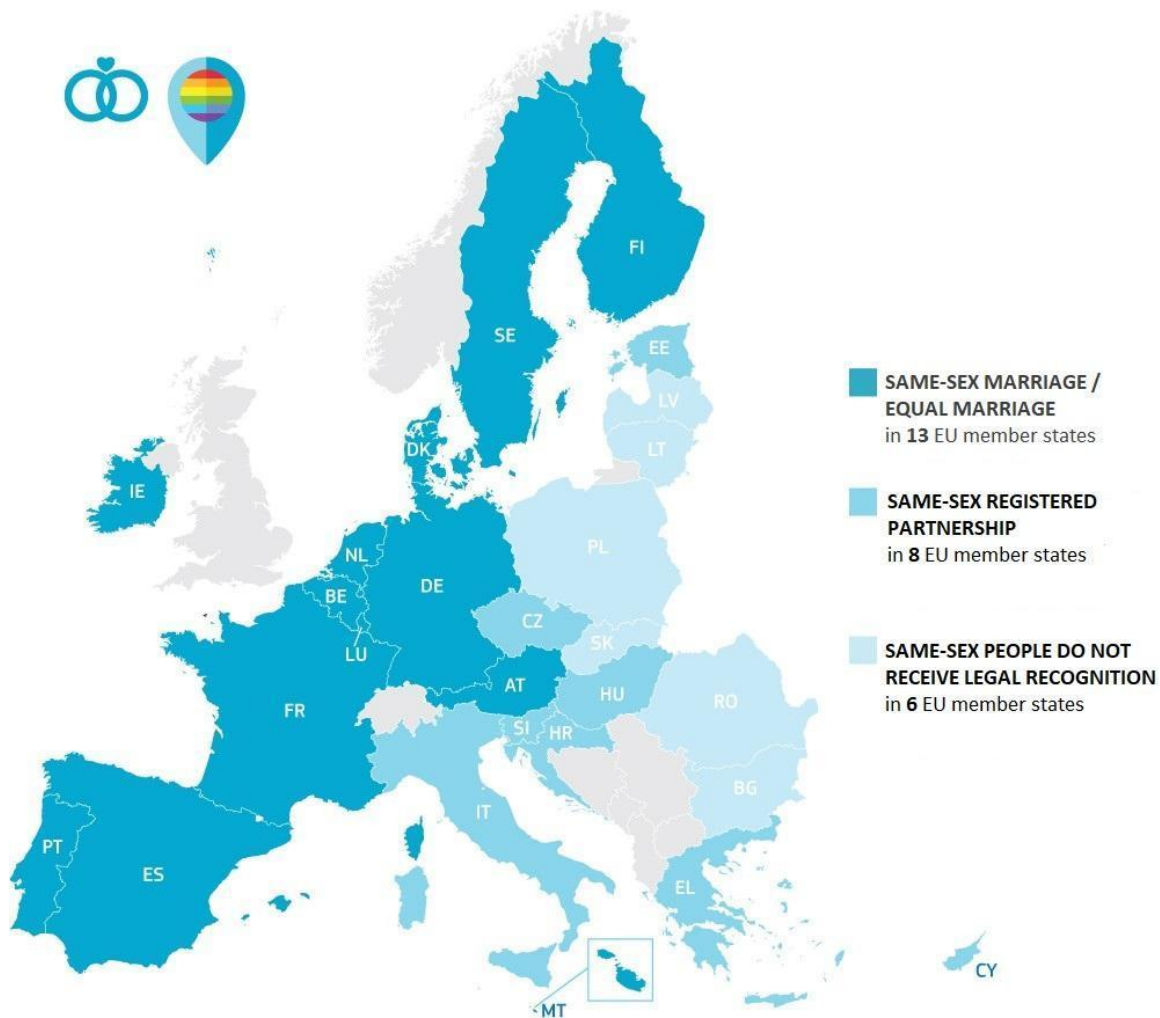 FI
SE
EE
SAME-SEX MARRIAGE /
EQUAL MARRIAGE
in 13 EU member states
LV
DK
LT
IE
SAME-SEX REGISTERED
PARTNERSHIP
in 8 EU member states
PL
NL
DE
BE
CZ
SK
LU
SAME-SEX PEOPLE DO NOT
RECEIVE LEGAL RECOGNITION
in 6 EU member states
AT
HU
RO
FR
SI
HR
BG
IT
PT
ES
EL
CY
MT